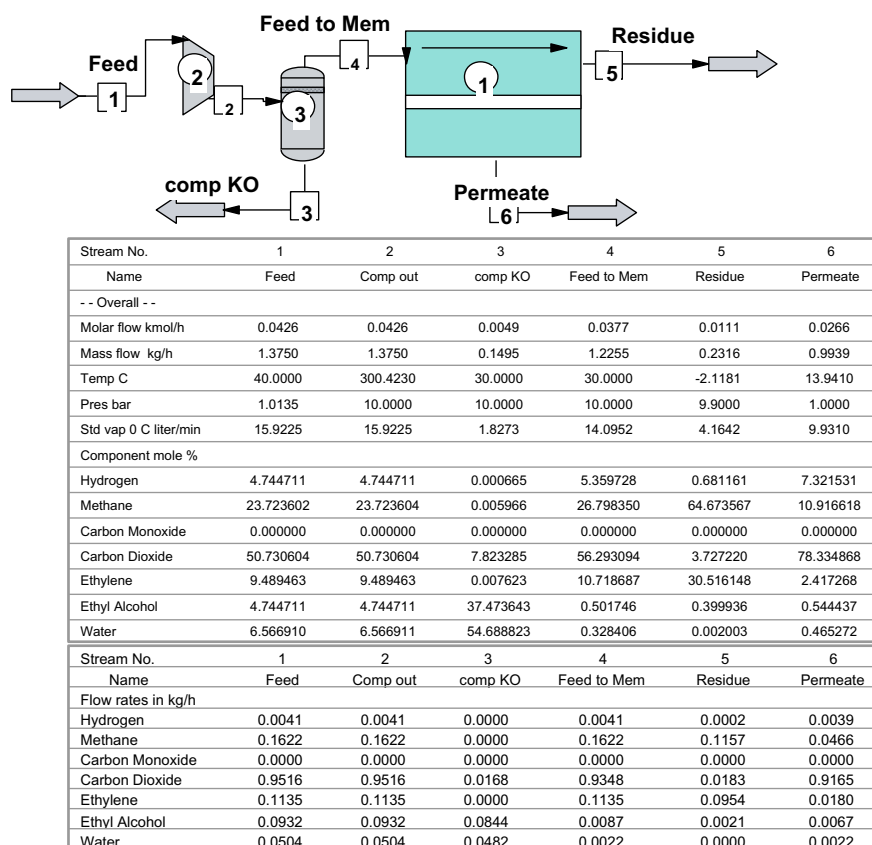 Feed to Mem
Residue
Feed
1
2
2
3
4
1
5
comp KO
3
Permeate
6
Stream No. 1 2 3 4 5 6
Name Feed Comp out comp KO Feed to Mem Residue Permeate
- - Overall - -
Molar flow kmol/h 0.0426 0.0426 0.0049 0.0377 0.0111 0.0266
Mass flow kg/h 1.3750 1.3750 0.1495 1.2255 0.2316 0.9939
Temp C 40.0000 300.4230 30.0000 30.0000 -2.1181 13.9410
Pres bar 1.0135 10.0000 10.0000 10.0000 9.9000 1.0000
Std vap 0 C liter/min 15.9225 15.9225 1.8273 14.0952 4.1642 9.9310
Component mole %
Hydrogen 4.744711 4.744711 0.000665 5.359728 0.681161 7.321531
Methane 23.723602 23.723604 0.005966 26.798350 64.673567 10.916618
Carbon Monoxide 0.000000 0.000000 0.000000 0.000000 0.000000 0.000000
Carbon Dioxide 50.730604 50.730604 7.823285 56.293094 3.727220 78.334868
Ethylene 9.489463 9.489463 0.007623 10.718687 30.516148 2.417268
Ethyl Alcohol 4.744711 4.744711 37.473643 0.501746 0.399936 0.544437
Water 6.566910 6.566911 54.688823 0.328406 0.002003 0.465272
Stream No. 1 2 3 4 5 6
Name Feed Comp out comp KO Feed to Mem Residue Permeate
Flow rates in kg/h
Hydrogen 0.0041 0.0041 0.0000 0.0041 0.0002 0.0039
Methane 0.1622 0.1622 0.0000 0.1622 0.1157 0.0466
Carbon Monoxide 0.0000 0.0000 0.0000 0.0000 0.0000 0.0000
Carbon Dioxide 0.9516 0.9516 0.0168 0.9348 0.0183 0.9165
Ethylene 0.1135 0.1135 0.0000 0.1135 0.0954 0.0180
Ethyl Alcohol 0.0932 0.0932 0.0844 0.0087 0.0021 0.0067
Water 0.0504 0.0504 0.0482 0.0022 0.0000 0.0022